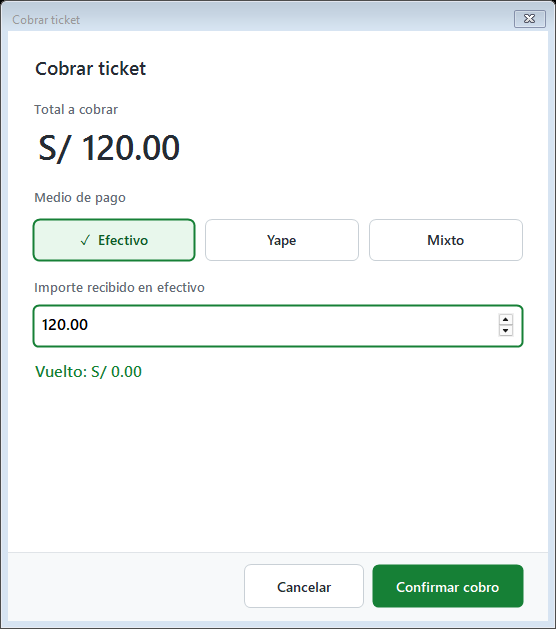 Cobrar ticket
Cobrar ticket
Total a cobrar
S/ 120.00
Medio de pago
✓ Efectivo
Yape
Mixto
Importe recibido en efectivo
120.00
Vuelto: S/ 0.00
Cancelar
Confirmar cobro